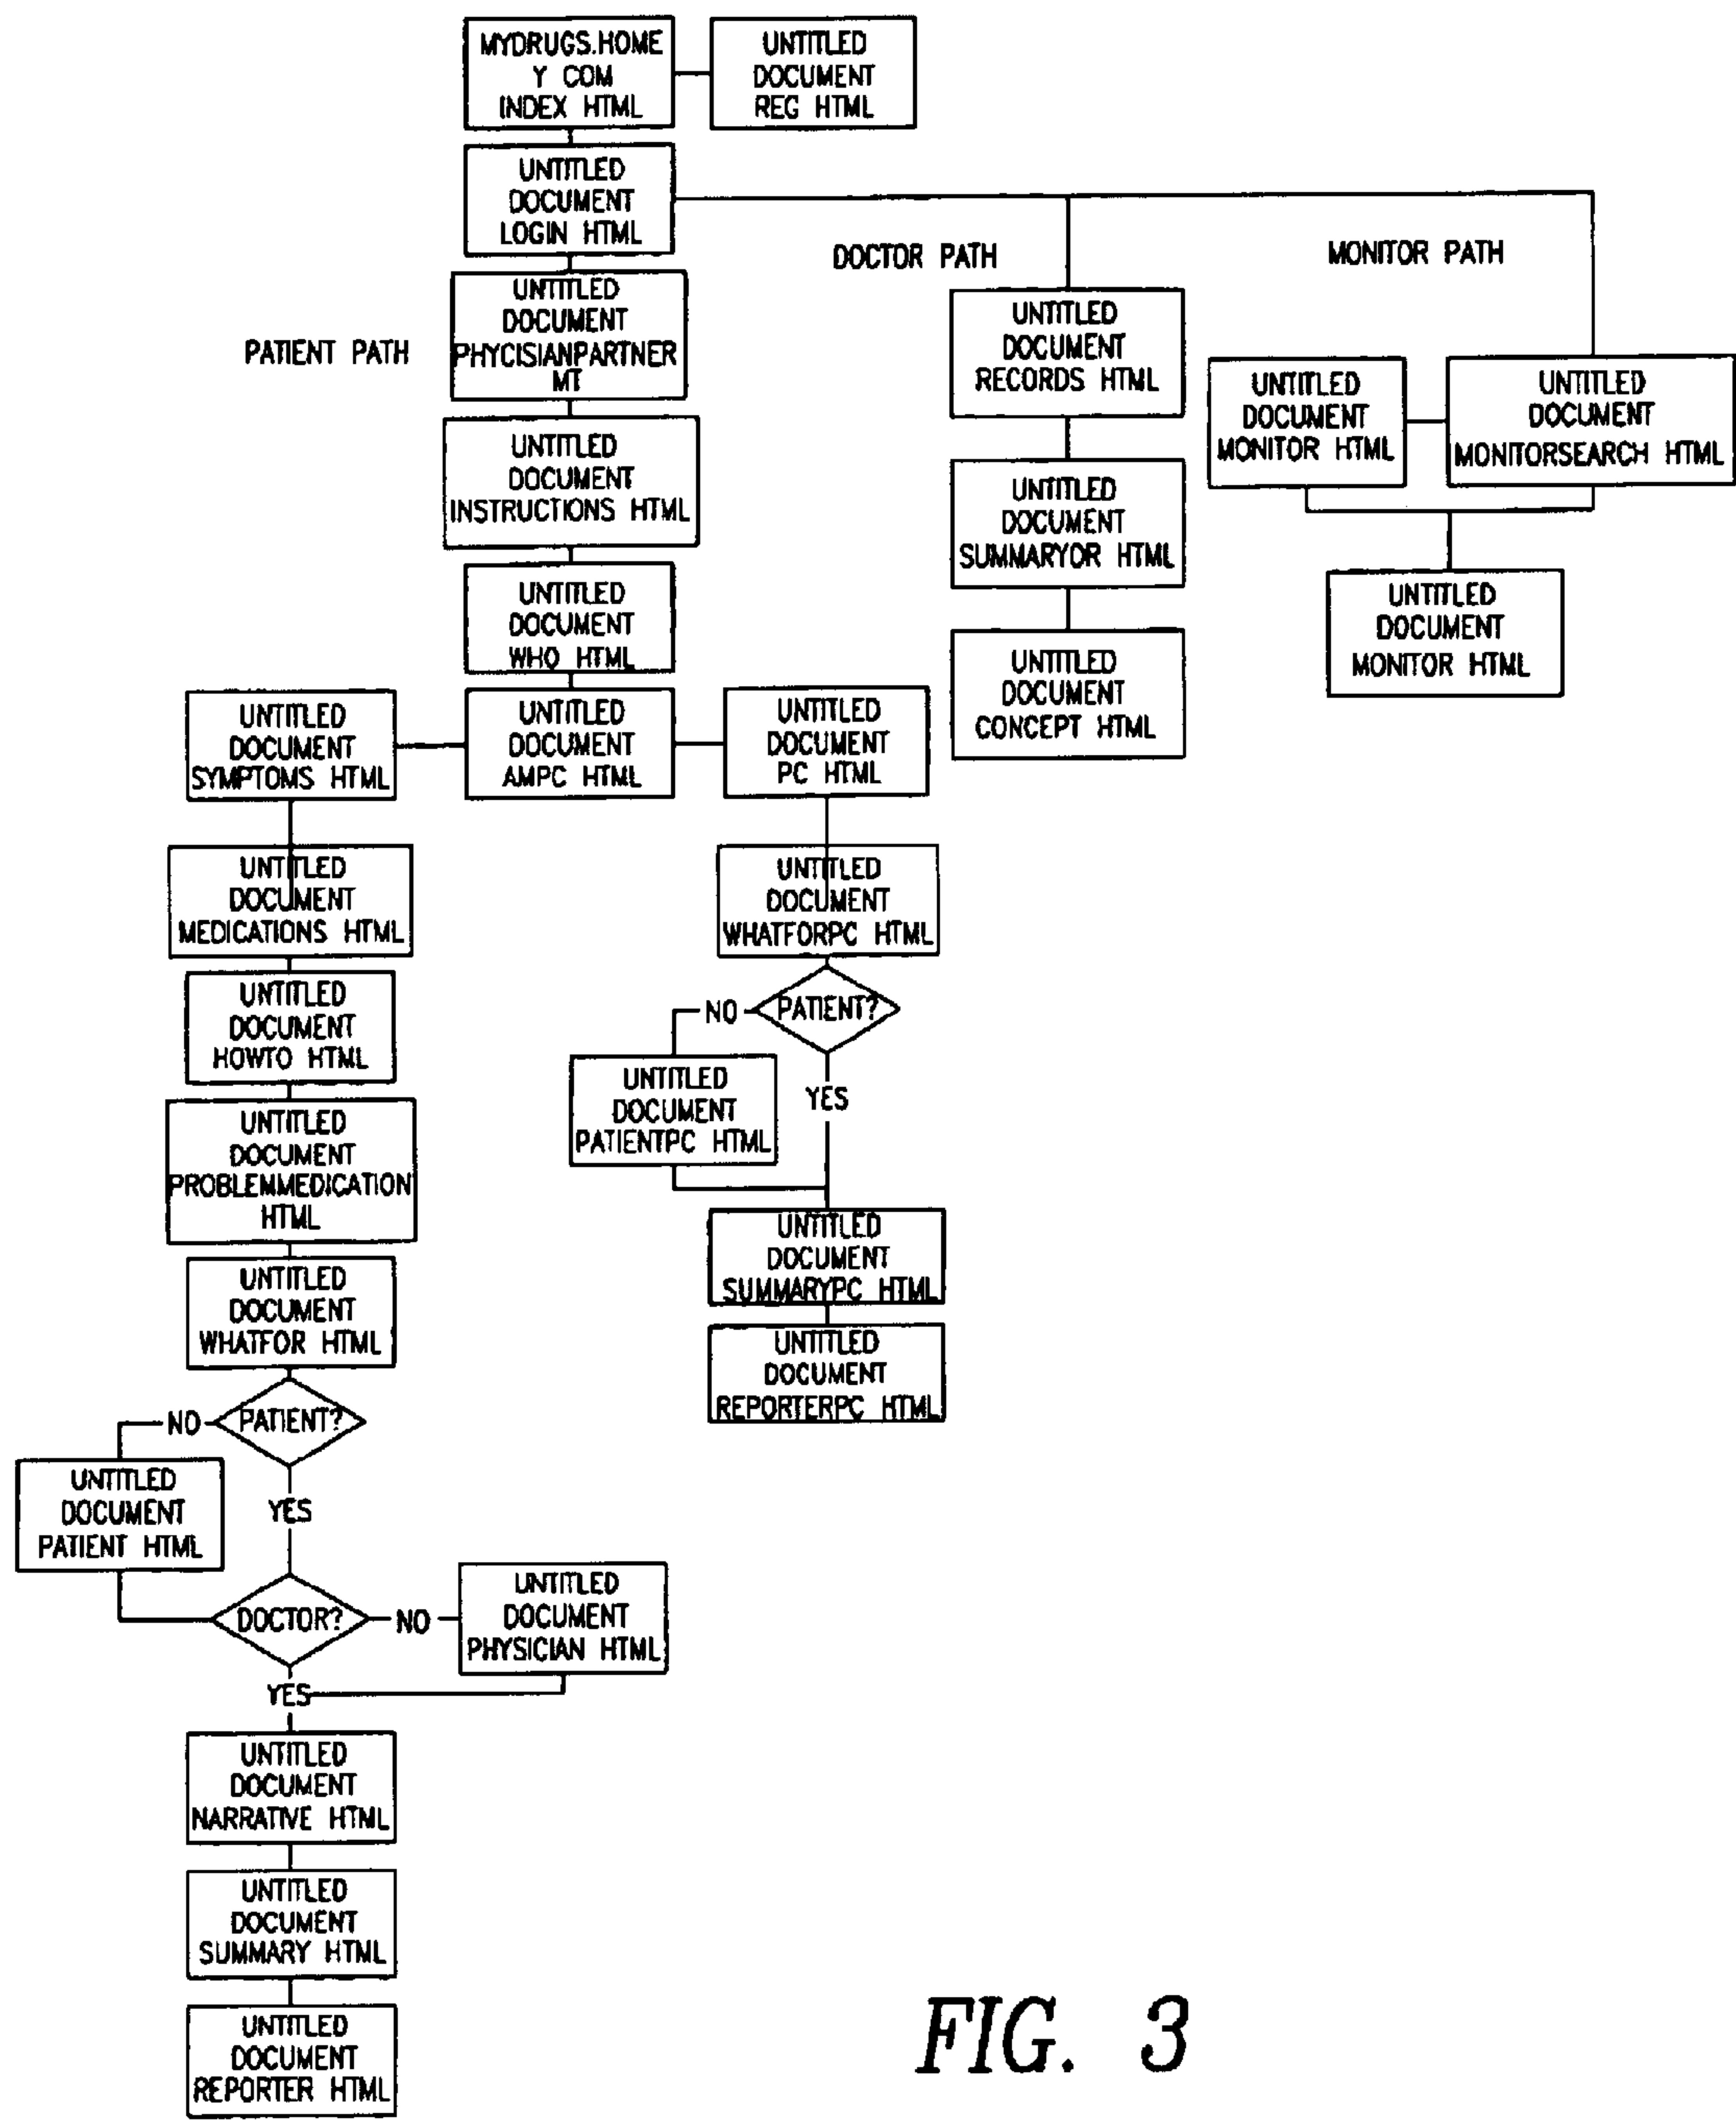 MYDRUGS.HOME
Y COM
INDEX HTML
UNTITLED
DOCUMENT
REG HTML
UNTITLED
DOCUMENT
LOGIN HTML
DOCTOR PATH
MONITOR PATH
PATIENT PATH
UNTITLED
DOCUMENT
PHYCISIANPARTNER
MT
UNTITLED
DOCUMENT
RECORDS HTML
UNTITLED
DOCUMENT
MONITOR HTML
UNTITLED
DOCUMENT
MONITORSEARCH HTML
UNTITLED
DOCUMENT
INSTRUCTIONS HTML
UNTITLED
DOCUMENT
SUMMARYOR HTML
UNTITLED
DOCUMENT
MONITOR HTML
UNTITLED
DOCUMENT
WHO HTML
UNTITLED
DOCUMENT
CONCEPT HTML
UNTITLED
DOCUMENT
SYMPTOMS HTML
UNTITLED
DOCUMENT
AMPC HTML
UNTITLED
DOCUMENT
PC HTML
UNTITLED
DOCUMENT
MEDICATIONS HTML
UNTITLED
DOCUMENT
WHATFORPC HTML
UNTITLED
DOCUMENT
HOWTO HTML
NO
PATIENT?
UNTITLED
DOCUMENT
PATIENTPC HTML
YES
UNTITLED
DOCUMENT
PROBLEMMEDICATION
HTML
UNTITLED
DOCUMENT
SUMMARYPC HTML
UNTITLED
DOCUMENT
WHATFOR HTML
UNTITLED
DOCUMENT
REPORTERPC HTML
NO
PATIENT?
UNTITLED
DOCUMENT
PATIENT HTML
YES
DOCTOR?
NO
UNTITLED
DOCUMENT
PHYSICIAN HTML
YES
UNTITLED
DOCUMENT
NARRATIVE HTML
UNTITLED
DOCUMENT
SUMMARY HTML
UNTITLED
DOCUMENT
REPORTER HTML
FIG. 3